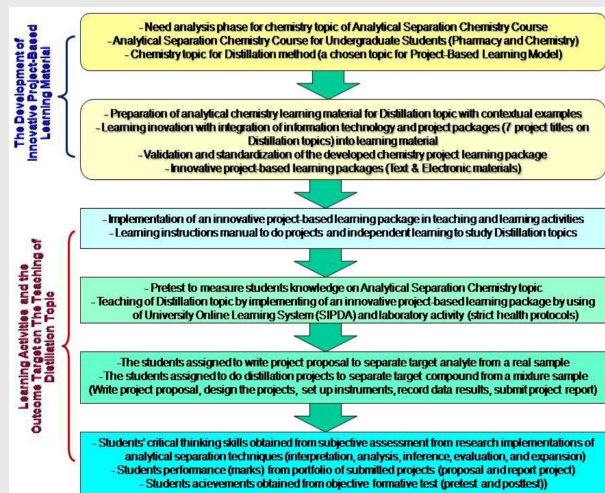 The Development of
Innovative Project-Based
Learning Material
- Need analysis phase for chemistry topic of Analytical Separation Chemistry Course
- Analytical Separation Chemistry Course for Undergraduate Students (Pharmacy and Chemistry)
- Chemistry topic for Distillation method (a chosen topic for Project-Based Learning Model)
- Preparation of analytical chemistry learning material for Distillation topic with contextual examples
- Learning inovation with integration of information technology and project packages (7 project titles on
Distillation topics) into learning material
- Validation and standardization of the developed chemistry project learning package
- Innovative project-based learning packages (Text & Electronic materials)
Learning Activities and the
Outcome Target on The Teaching of
Distillation Topic
- Implementation of an innovative project-based learning package in teaching and learning activities
- Learning instructions manual to do projects and independent learning to study Distillation topics
- Pretest to measure students knowledge on Analytical Separation Chemistry topic
- Teaching of Distillation topic by implementing of an innovative project-based learning package by using
of University Online Learning System (SIPDA) and laboratory activity (strict health protocols)
- The students assigned to write project proposal to separate target analyte from a real sample
- The students assigned to do distillation projects to separate target compound from a mixture sample
(Write project proposal, design the projects, set up instruments, record data results, submit project report)
- Students' critical thinking skills obtained from subjective assessment from research implementations of
analytical separation techniques (interpretation, analysis, inference, evaluation, and expansion)
- Students performance (marks) from portfolio of submitted projects (proposal and report project)
- Students acievements obtained from objective formative test (pretest and posttest))